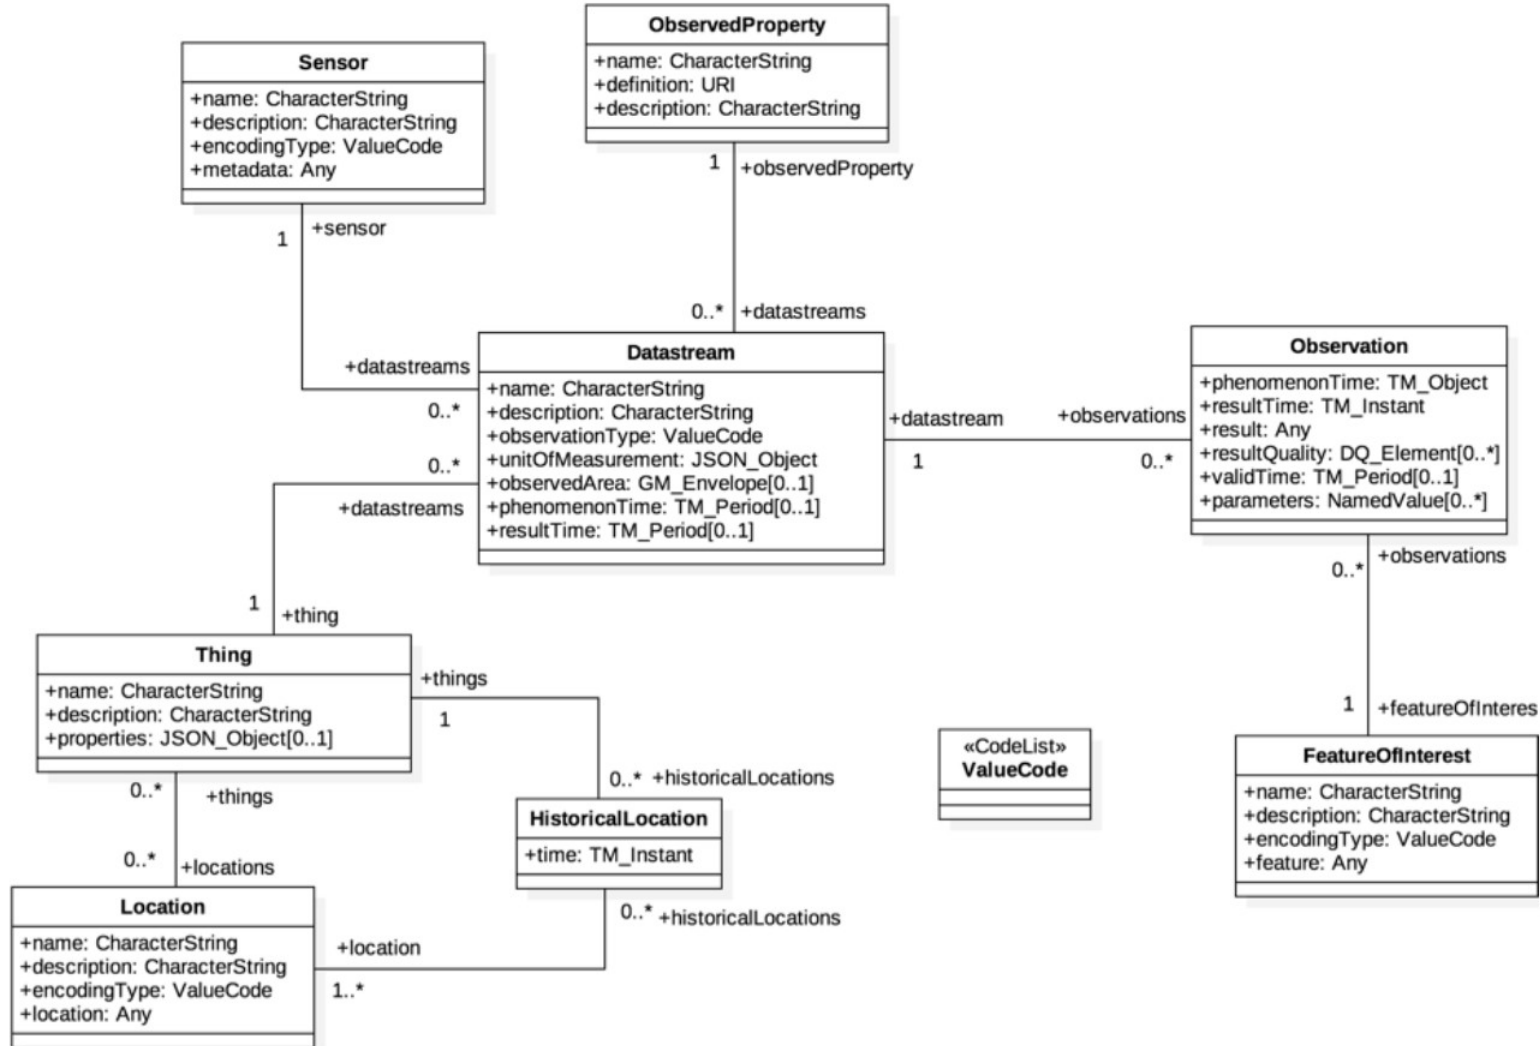 ObservedProperty
+name: CharacterString
+definition: URI
+description: CharacterString
Sensor
+name: CharacterString
+description: CharacterString
+encodingType: ValueCode
+metadata: Any
1
+observedProperty
1
+sensor
0..*
+datastreams
+datastreams
0..*
Datastream
+name: CharacterString
+description: CharacterString
+observationType: ValueCode
+unitOfMeasurement: JSON_Object
+observedArea: GM_Envelope[0..1]
+phenomenonTime: TM_Period[0..1]
+resultTime: TM_Period[0..1]
+datastream
1
+observations
0..*
Observation
+phenomenonTime: TM_Object
+resultTime: TM_Instant
+result: Any
+resultQuality: DQ_Element[0..*]
+validTime: TM_Period[0..1]
+parameters: NamedValue[0..*]
0..*
+datastreams
1
+thing
+observations
0..*
1
+featureOfInteres
Thing
+name: CharacterString
+description: CharacterString
+properties: JSON_Object[0..1]
+things
1
0..*
+historicalLocations
HistoricalLocation
+time: TM_Instant
0..*
+historicalLocations
«CodeList»
ValueCode
FeatureOfInterest
+name: CharacterString
+description: CharacterString
+encodingType: ValueCode
+feature: Any
0..*
+things
0..*
+locations
Location
+name: CharacterString
+description: CharacterString
+encodingType: ValueCode
+location: Any
+location
1..*